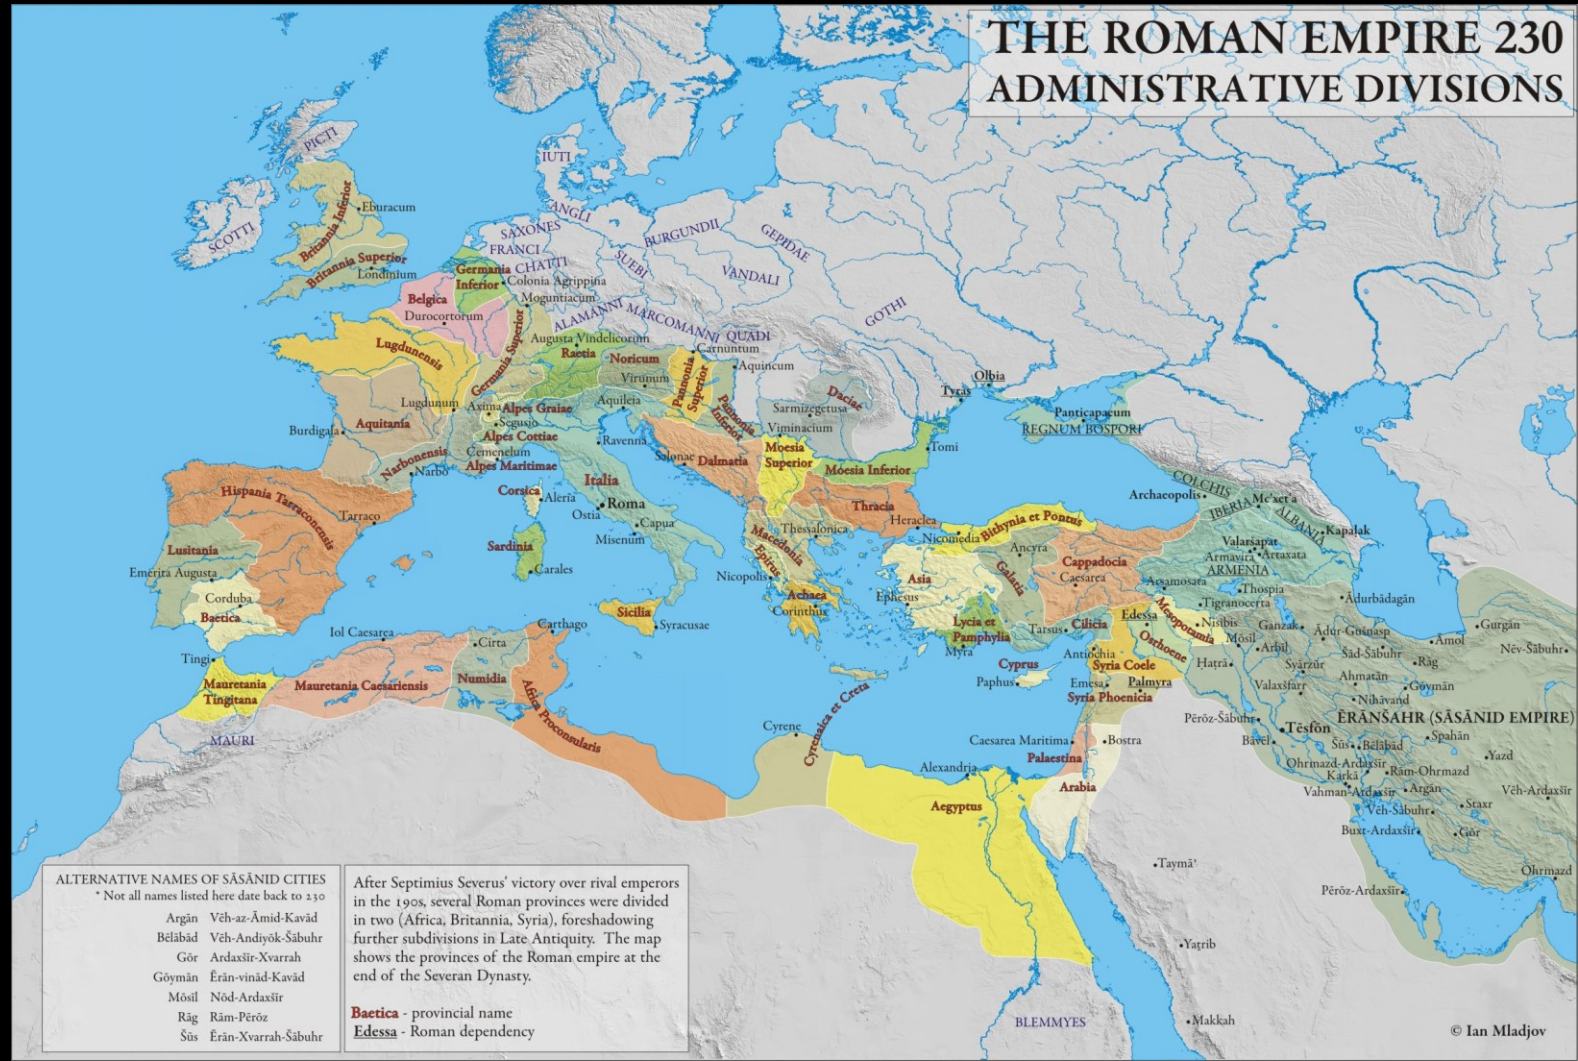 THE ROMAN EMPIRE 230
ADMINISTRATIVE DIVISIONS
PICTI
SCOTTI
IUTI
ANGLI
SAXONES
FRANCI
CHATTI
BURGUNDII
GEPIDAE
SUEBI
VANDALI
GOTHI
ALAMANNI
MARCOMANNI
QUADI
Britannia Inferior
Eburacum
Britannia Superior
Londinium
Germania
Inferior
Colonia Agrippina
Moguntiacum
Belgica
Durocortorum
Lugdunensis
Germania Superior
Augusta Vindelicorum
Raetia
Noricum
Virunum
Carnuntum
Aquincum
Pannonia
Superior
Pannonia
Inferior
Daciae
Sarmizegetusa
Viminacium
Tyras
Olbia
Panticapaeum
REGNUM BOSPORI
Lugdunum
Axima
Alpes Graiae
Segusio
Alpes Cottiae
Cemenelum
Alpes Maritimae
Aquileia
Ravenna
Burdigala
Aquitania
Narbonensis
Narbo
Salonae
Dalmatia
Moesia
Superior
Moesia Inferior
Tomi
Hispania Tarraconensis
Tarraco
Lusitania
Emerita Augusta
Corduba
Baetica
Corsica
Aleria
Italia
Roma
Ostia
Capua
Misenum
Sardinia
Carales
Sicilia
Syracusae
Thracia
Heraclea
Macedonia
Thessalonica
Epirus
Nicopolis
Achaea
Corinthus
Nicomedia
Bithynia et Pontus
Ancyra
Galatia
Asia
Ephesus
Lycia et
Pamphylia
Myra
Cappadocia
Caesarea
Cilicia
Tarsus
Cyprus
Paphus
COLCHIS
Archaeopolis
IBERIA
Mc'xet'a
ALBANIA
Kapalak
Vałaršapat
Armavira
Artaxata
ARMENIA
Arsamosata
Thospia
Tigranocerta
Edessa
Mesopotamia
Nisibis
Osrhoene
Antiochia
Syria Coele
Emesa
Palmyra
Syria Phoenicia
Caesarea Maritima
Bostra
Palaestina
Arabia
Tingi
Mauretania
Tingitana
MAURI
Iol Caesarea
Mauretania Caesariensis
Cirta
Numidia
Carthago
Africa Proconsularis
Cyrene
Cyrenaica et Creta
Alexandria
Aegyptus
BLEMMYES
Ādurbādagān
Ganzak
Ādur-Gušnasp
Mōsil
Arbil
Šād-Šābuhr
Gurgān
Āmol
Nēv-Šābuhr
Hatrā
Syārzūr
Rāg
Ahmatān
Valaxšfarr
Gōymān
Nihāvand
Pērōz-Šābuhr
ĒRĀNŠAHR (SĀSĀNID EMPIRE)
Tēsfōn
Bāvēl
Šūs
Bēlābād
Spahān
Yazd
Ohrmazd-Ardaxšīr
Karkā
Rām-Ohrmazd
Vahman-Ardaxšīr
Argān
Vēh-Ardaxšīr
Vēh-Šābuhr
Staxr
Buxt-Ardaxšīr
Gōr
Ohrmazd
Pērōz-Ardaxšīr
Taymāʾ
Yaṯrib
Makkah
ALTERNATIVE NAMES OF SĀSĀNID CITIES
* Not all names listed here date back to 230
Argān Vēh-az-Āmid-Kavād
Bēlābād Vēh-Andiyōk-Šābuhr
Gōr Ardaxšīr-Xvarrah
Gōymān Ērān-vinād-Kavād
Mōsil Nōd-Ardaxšīr
Rāg Rām-Pērōz
Šūs Ērān-Xvarrah-Šābuhr
After Septimius Severus' victory over rival emperors
in the 190s, several Roman provinces were divided
in two (Africa, Britannia, Syria), foreshadowing
further subdivisions in Late Antiquity. The map
shows the provinces of the Roman empire at the
end of the Severan Dynasty.
Baetica - provincial name
Edessa - Roman dependency
© Ian Mladjov